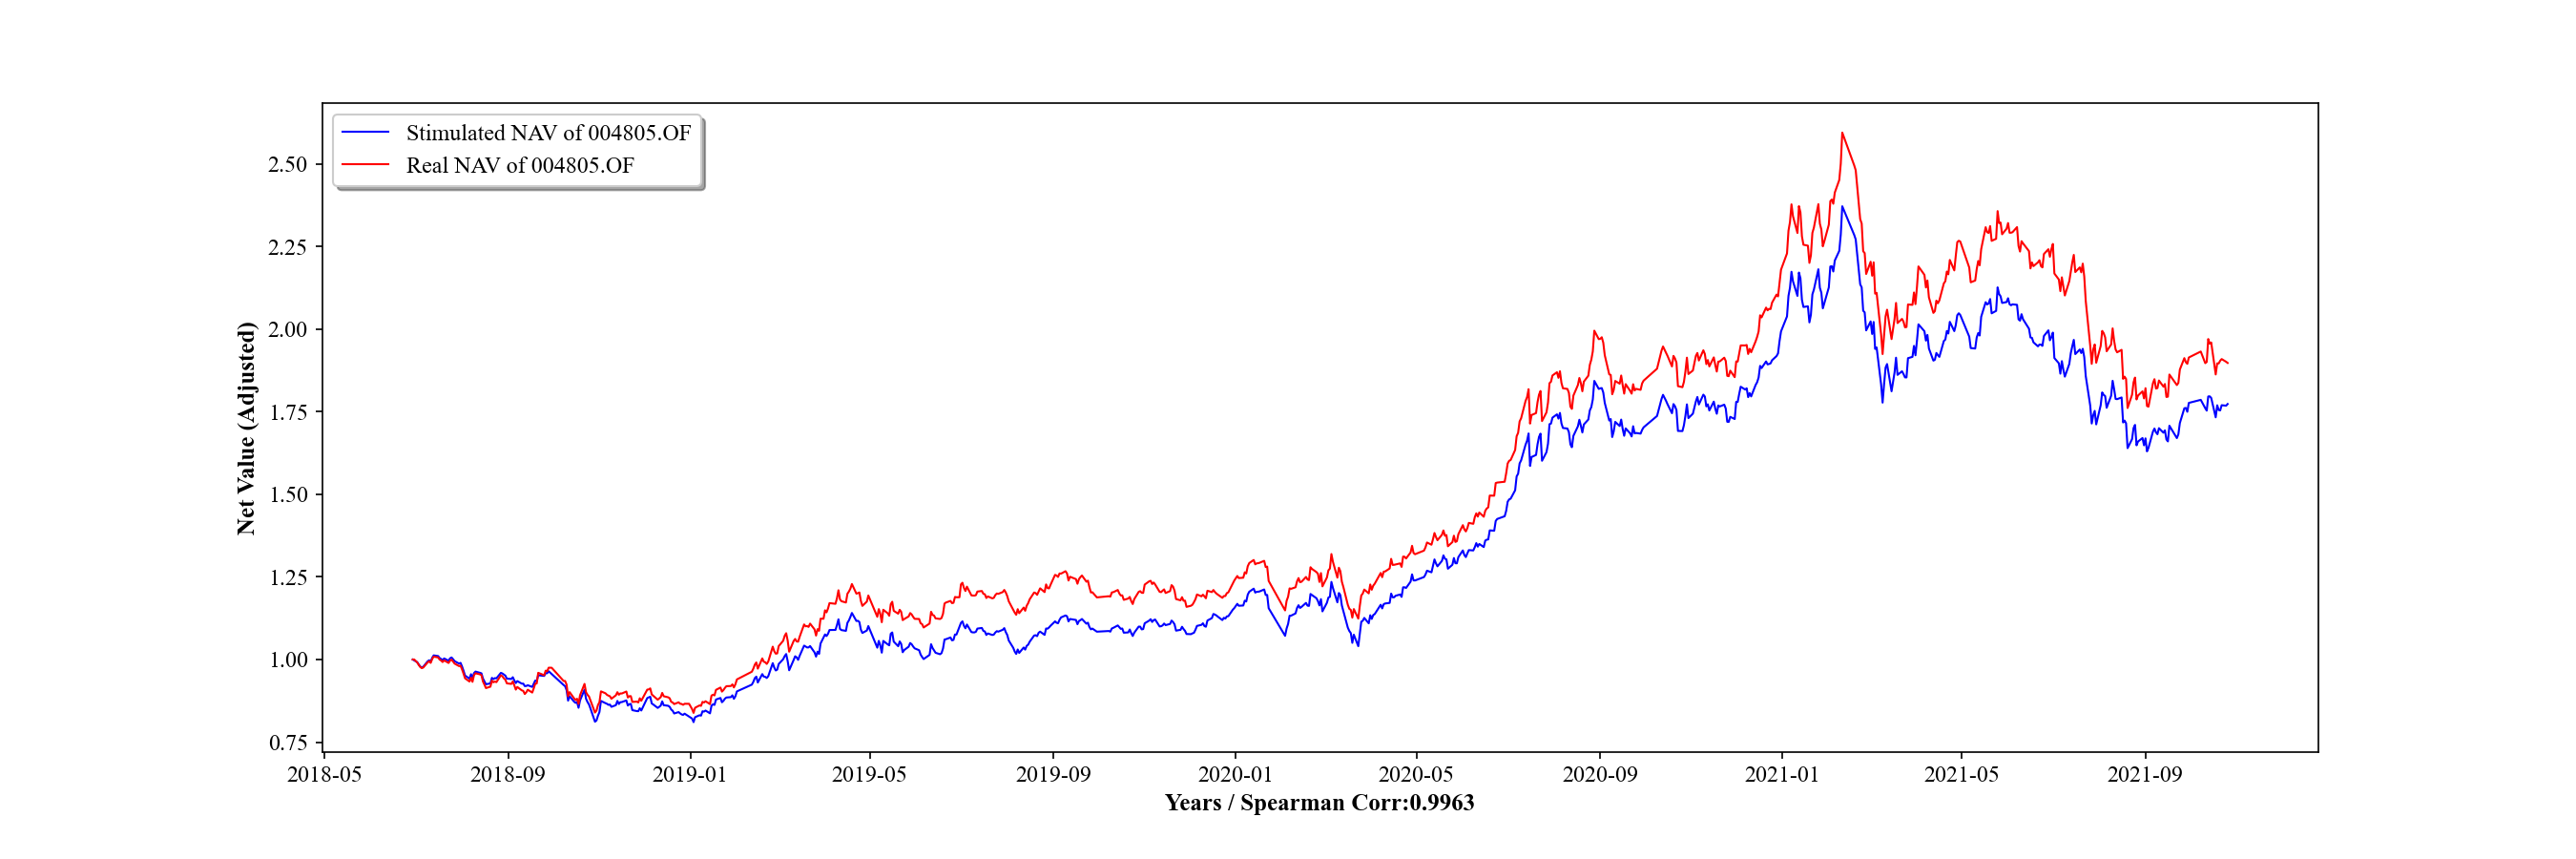 Stimulated NAV of 004805.OF
Real NAV of 004805.OF
Net Value (Adjusted)
2.50
2.25
2.00
1.75
1.50
1.25
1.00
0.75
2018-05 2018-09 2019-01 2019-05 2019-09 2020-01 2020-05 2020-09 2021-01 2021-05 2021-09
Years / Spearman Corr:0.9963